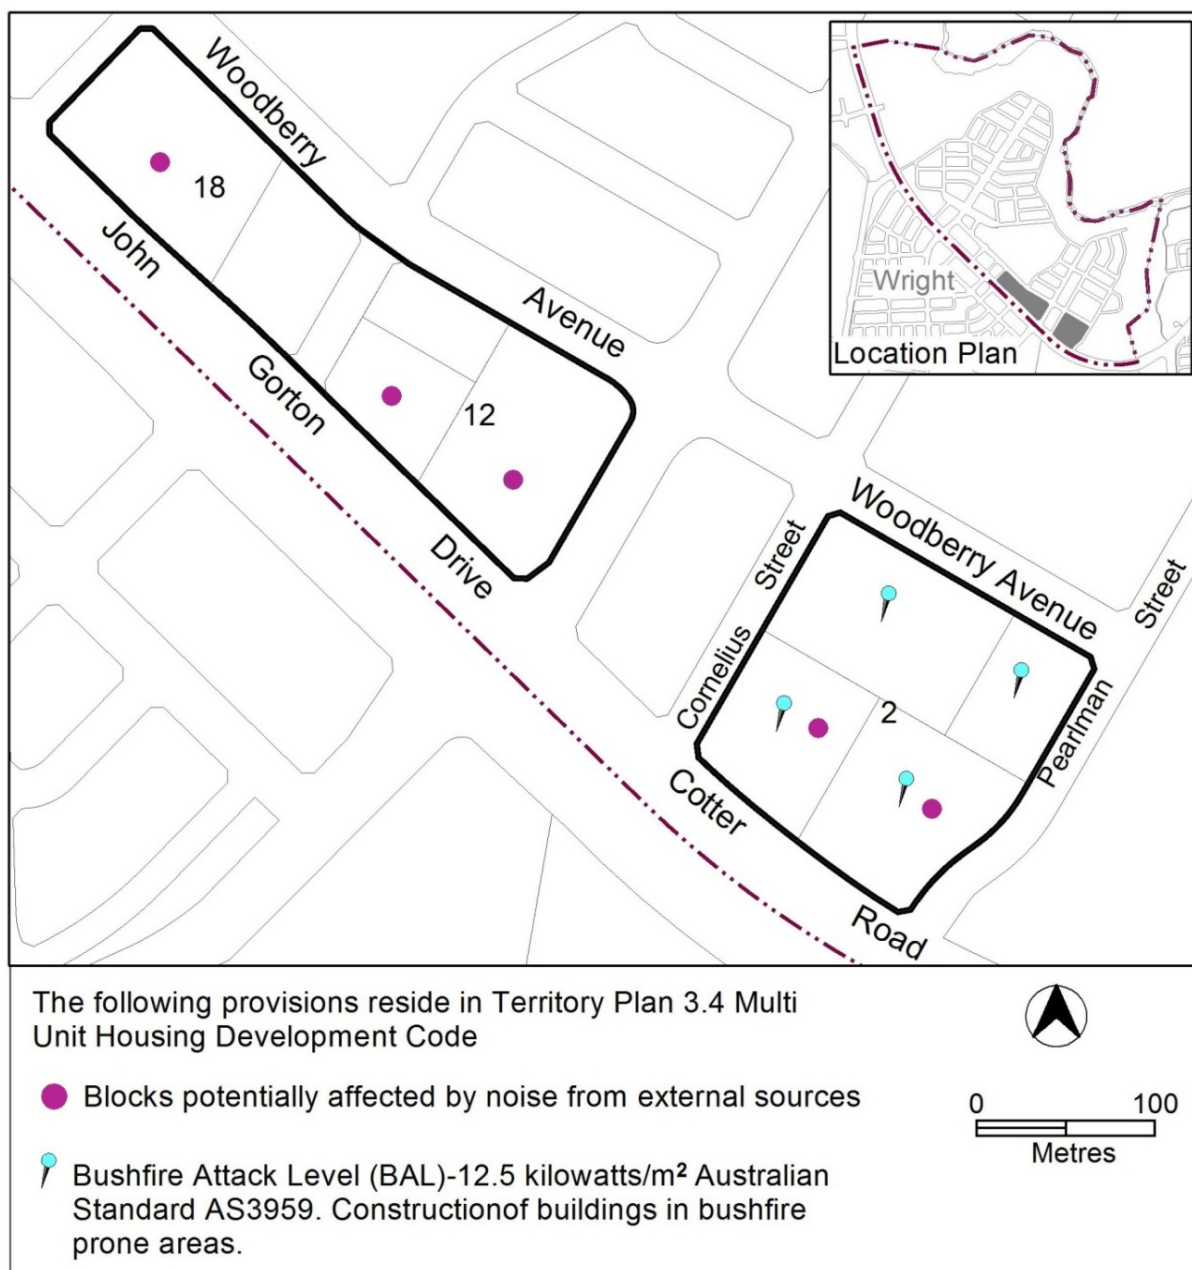 Woodberry
18
John
Wright
Avenue
Location Plan
Gorton
12
Woodberry Avenue
Drive
Street
Street
Cornelius
2
Pearlman
Cotter
Road
The following provisions reside in Territory Plan 3.4 Multi
Unit Housing Development Code
Blocks potentially affected by noise from external sources
0 100
Metres
Bushfire Attack Level (BAL)-12.5 kilowatts/m² Australian
Standard AS3959. Constructionof buildings in bushfire
prone areas.